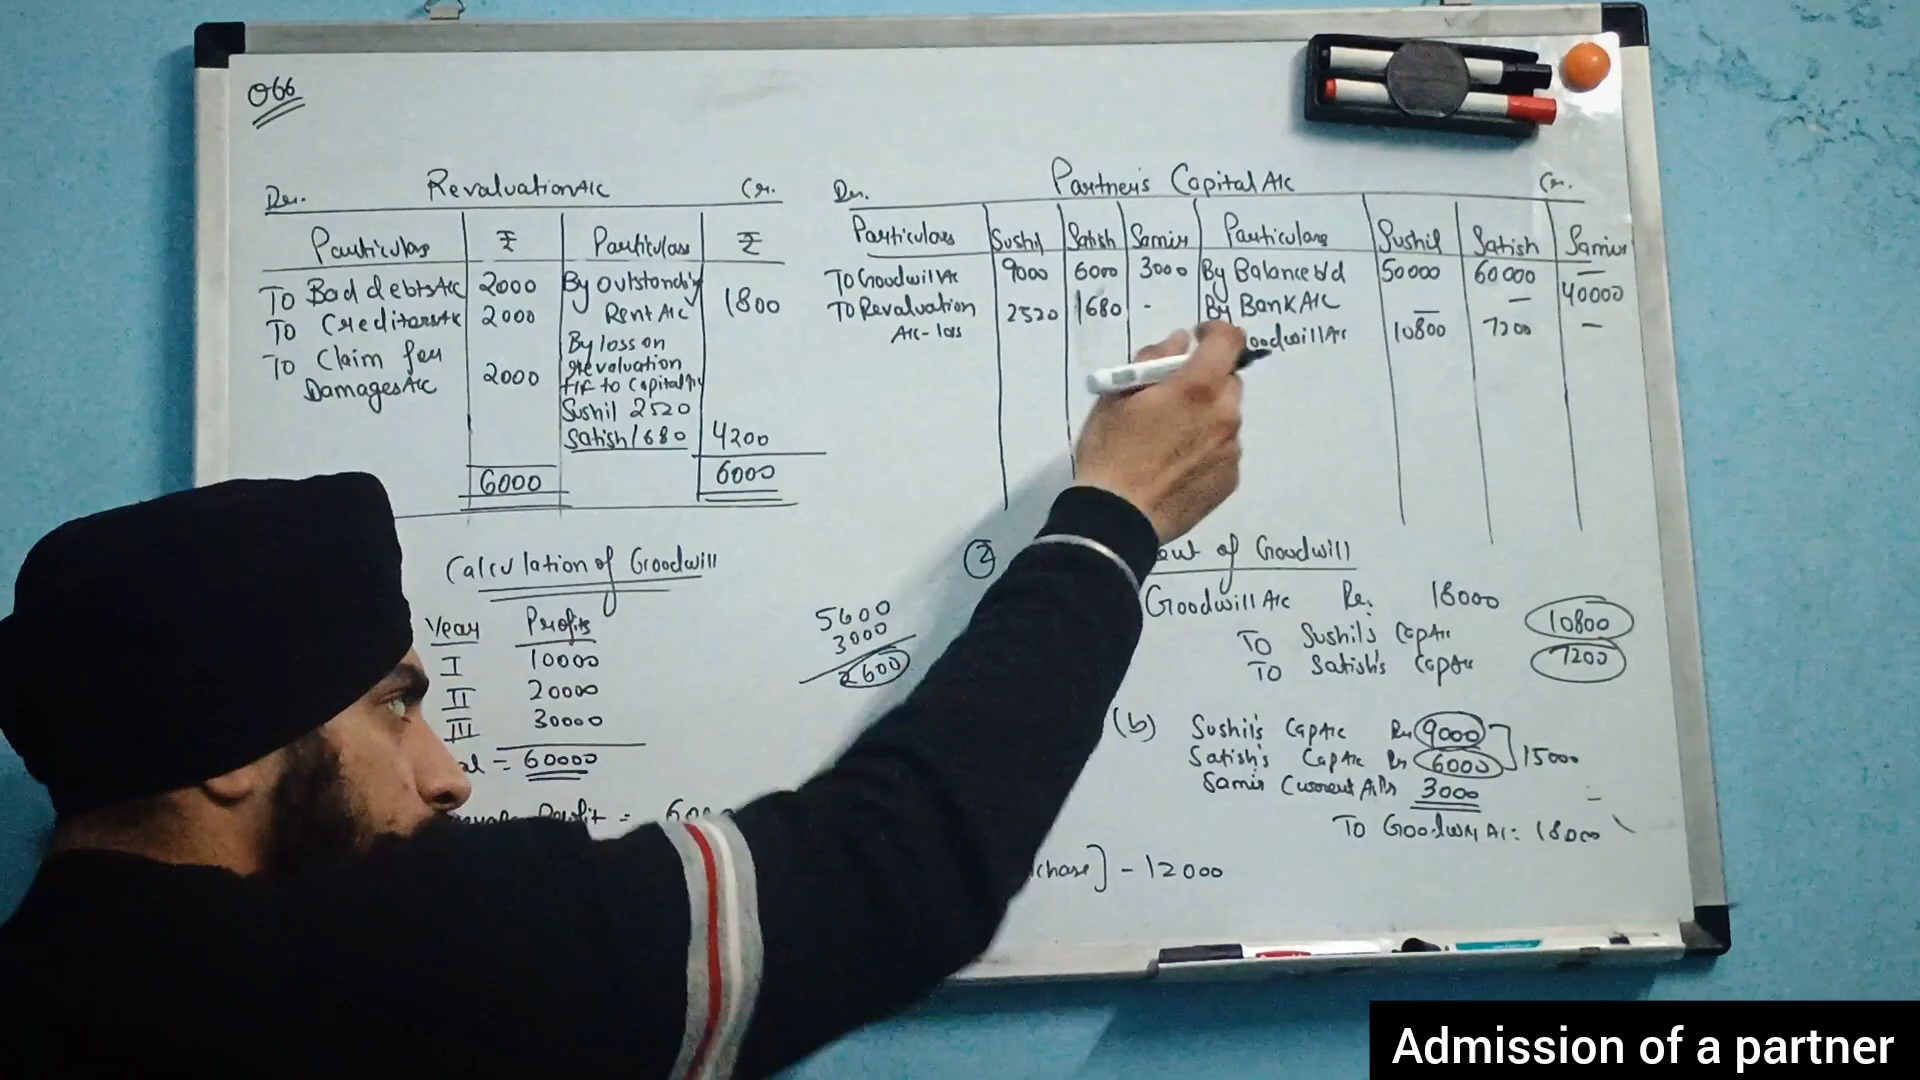 066
Revaluation A/c
Dr.
Cr.
Particulars ₹ Particulars ₹
To Bad debts A/c 2000 By Outstanding
Rent A/c 1800
To Creditors A/c 2000
By loss on
revaluation
T/F to Capital A/c
To Claim for
Damages A/c 2000
Sushil 2520
Satish 1680 4200
6000 6000
Partner's Capital A/c
Dr.
Cr.
Particulars Sushil Satish Samir Particulars Sushil Satish Samir
To Goodwill A/c 9000 6000 3000 By Balance b/d 50000 60000 —
To Revaluation 2520 1680 - By Bank A/c — — 40000
A/c - loss
By Goodwill A/c 10800 7200 —
Calculation of Goodwill
Year Profits
I 10000
II 20000
III 30000
= 60000
Profit =
5600
3000
2600
2
of Goodwill
Goodwill A/c Dr. 18000
To Sushil's Cap A/c 10800
To Satish's Cap A/c 7200
(b) Sushil's Cap A/c Dr 9000
Satish's Cap A/c Dr 6000 15000
Samir Current A/c Dr 3000
To Goodwill A/c = 18000
chase] - 12000
Admission of a partner